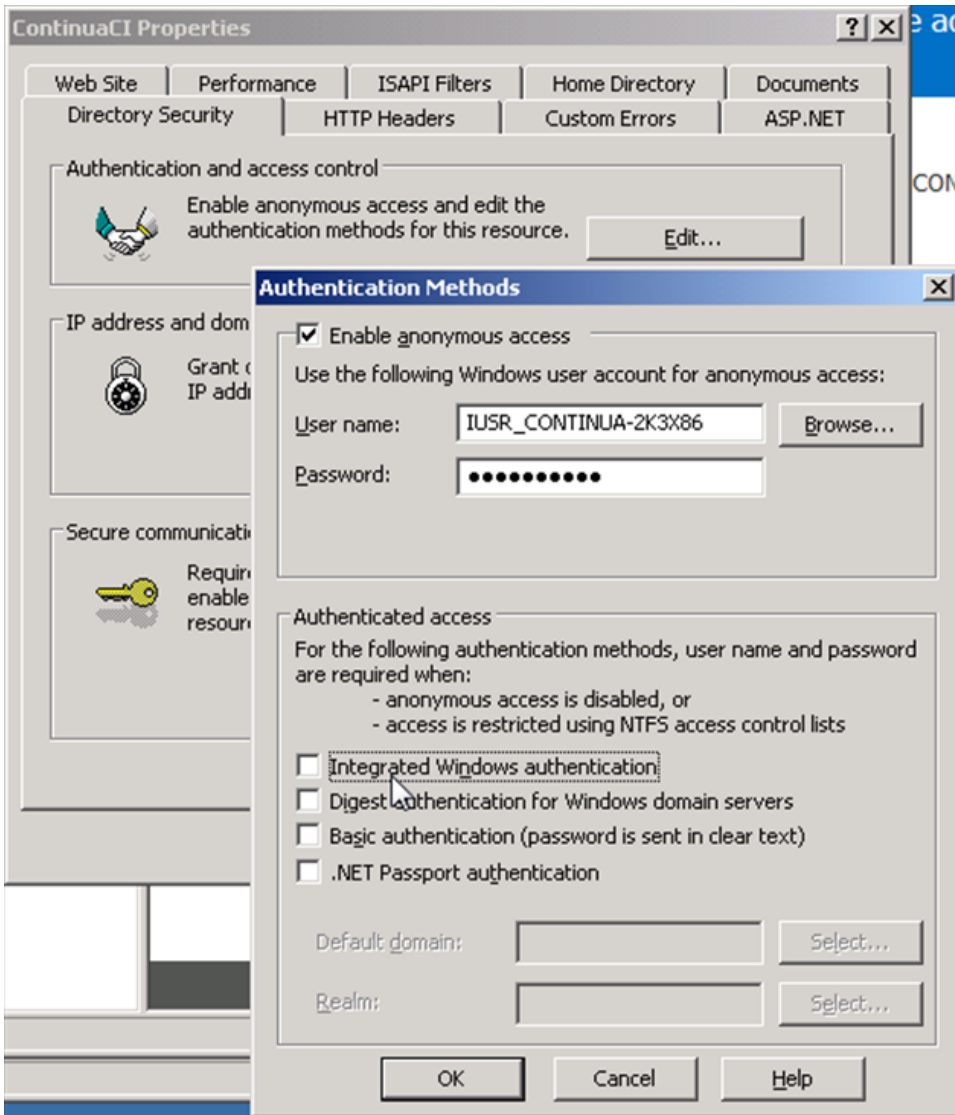 ContinuaCI Properties
Web Site Performance ISAPI Filters Home Directory Documents
Directory Security HTTP Headers Custom Errors ASP.NET
Authentication and access control
Enable anonymous access and edit the
authentication methods for this resource.
Edit...
IP address and dom
Grant
IP addr
Secure communicati
Require
enable
resour
Authentication Methods
Enable anonymous access
Use the following Windows user account for anonymous access:
User name: IUSR_CONTINUA-2K3X86 Browse...
Password: ●●●●●●●●●●
Authenticated access
For the following authentication methods, user name and password
are required when:
- anonymous access is disabled, or
- access is restricted using NTFS access control lists
Integrated Windows authentication
Digest authentication for Windows domain servers
Basic authentication (password is sent in clear text)
.NET Passport authentication
Default domain: Select...
Realm: Select...
OK Cancel Help
e ac
CON